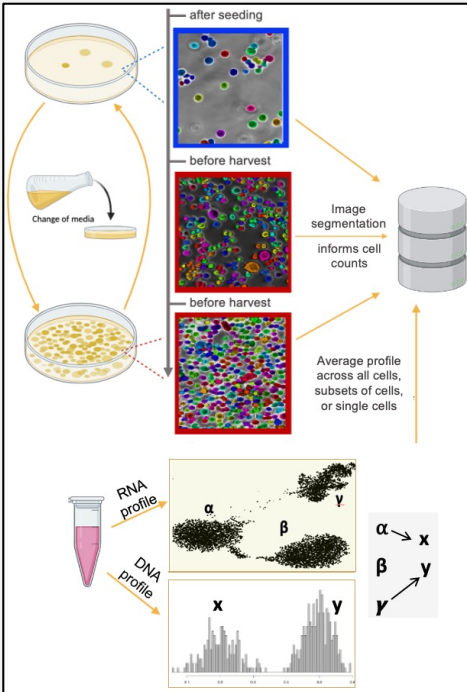 after seeding
before harvest
Change of media
Image
segmentation
informs cell
counts
before harvest
Average profile
across all cells,
subsets of cells,
or single cells
RNA
profile
α
β
γ
DNA
profile
x
y
α
x
β
y
γ